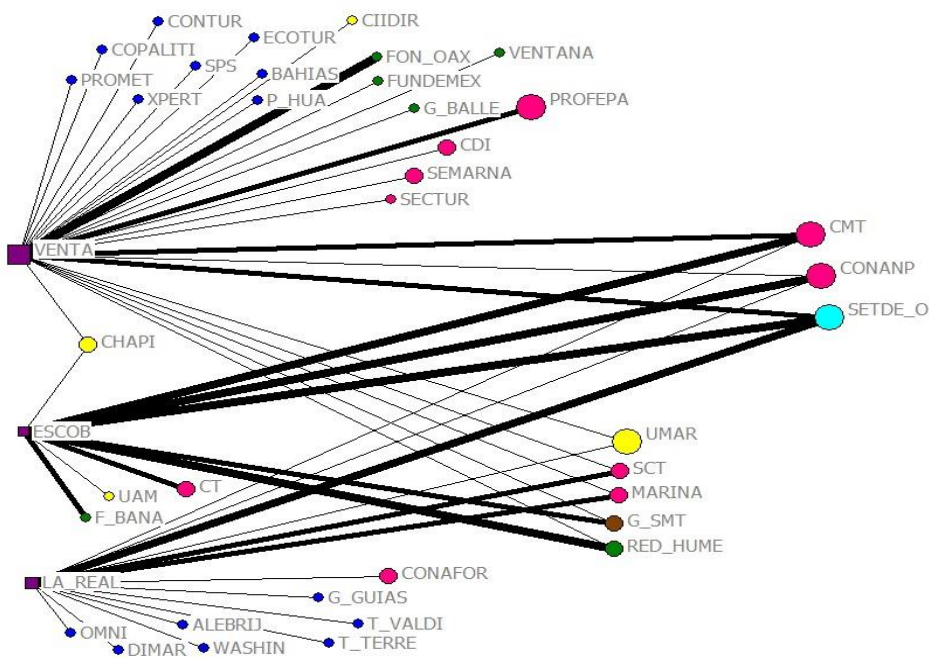 CONTUR
CIIDIR
ECOTUR
COPALITI
FON_OAX
VENTANA
SPS
BAHIAS
PROMET
FUNDEMEX
XPERT
P_HUA
G_BALLE
PROFEPA
CDI
SEMARNA
SECTUR
CMT
VENTA
CONANP
SETDE_O
CHAPI
ESCOB
UMAR
SCT
CT
MARINA
UAM
F_BANA
G_SMT
RED_HUME
CONAFOR
LA_REAL
G_GUIAS
T_VALDI
ALEBRIJ
OMNI
T_TERRE
WASHIN
DIMAR